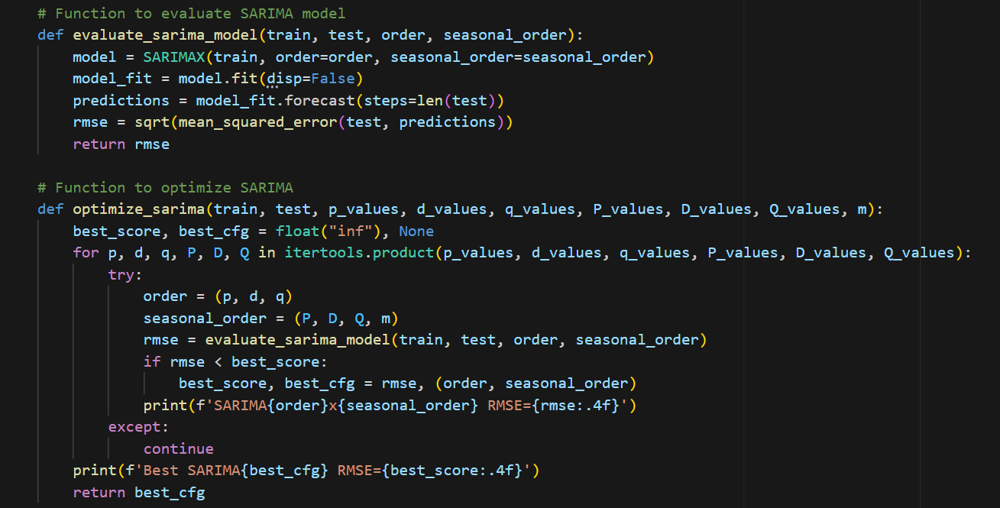 # Function to evaluate SARIMA model
def evaluate_sarima_model(train, test, order, seasonal_order):
    model = SARIMAX(train, order=order, seasonal_order=seasonal_order)
    model_fit = model.fit(disp=False)
    predictions = model_fit.forecast(steps=len(test))
    rmse = sqrt(mean_squared_error(test, predictions))
    return rmse

# Function to optimize SARIMA
def optimize_sarima(train, test, p_values, d_values, q_values, P_values, D_values, Q_values, m):
    best_score, best_cfg = float("inf"), None
    for p, d, q, P, D, Q in itertools.product(p_values, d_values, q_values, P_values, D_values, Q_values):
        try:
            order = (p, d, q)
            seasonal_order = (P, D, Q, m)
            rmse = evaluate_sarima_model(train, test, order, seasonal_order)
            if rmse < best_score:
                best_score, best_cfg = rmse, (order, seasonal_order)
            print(f'SARIMA{order}x{seasonal_order} RMSE={rmse:.4f}')
        except:
            continue
    print(f'Best SARIMA{best_cfg} RMSE={best_score:.4f}')
    return best_cfg